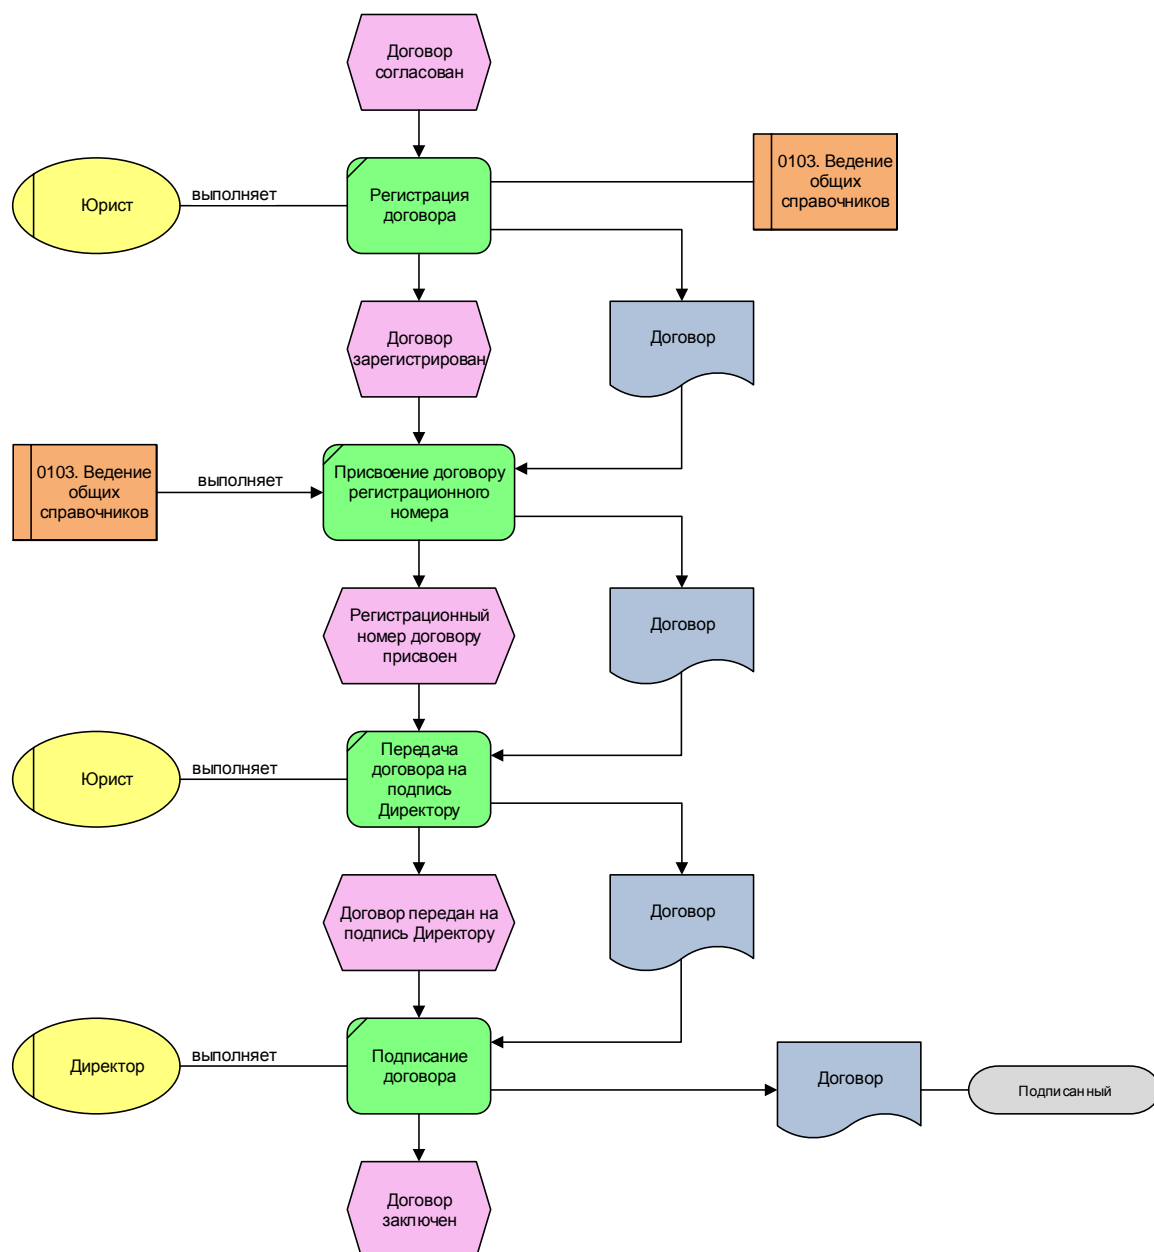 Договор
согласован
Юрист
выполняет
Регистрация
договора
0103. Ведение
общих
справочников
Договор
зарегистрирован
Договор
0103. Ведение
общих
справочников
выполняет
Присвоение договору
регистрационного
номера
Регистрационный
номер договору
присвоен
Договор
Юрист
выполняет
Передача
договора на
подпись
Директору
Договор передан на
подпись Директору
Договор
Директор
выполняет
Подписание
договора
Договор
Подписанный
Договор
заключен